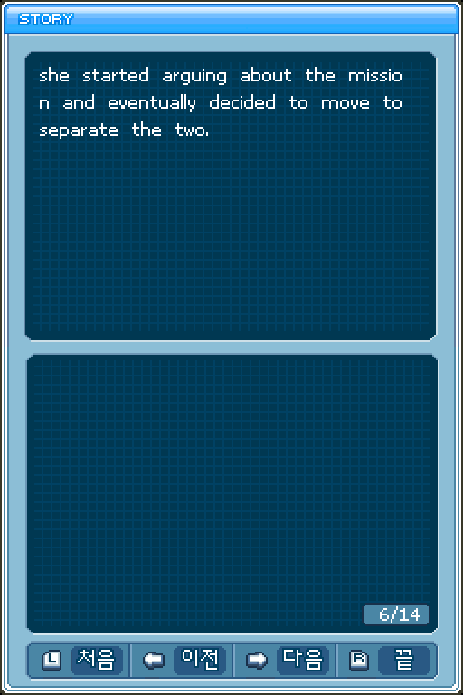 STORY
she started arguing about the missio
n and eventually decided to move to
separate the two.
6/14
L 처음 이전 다음 R 끝